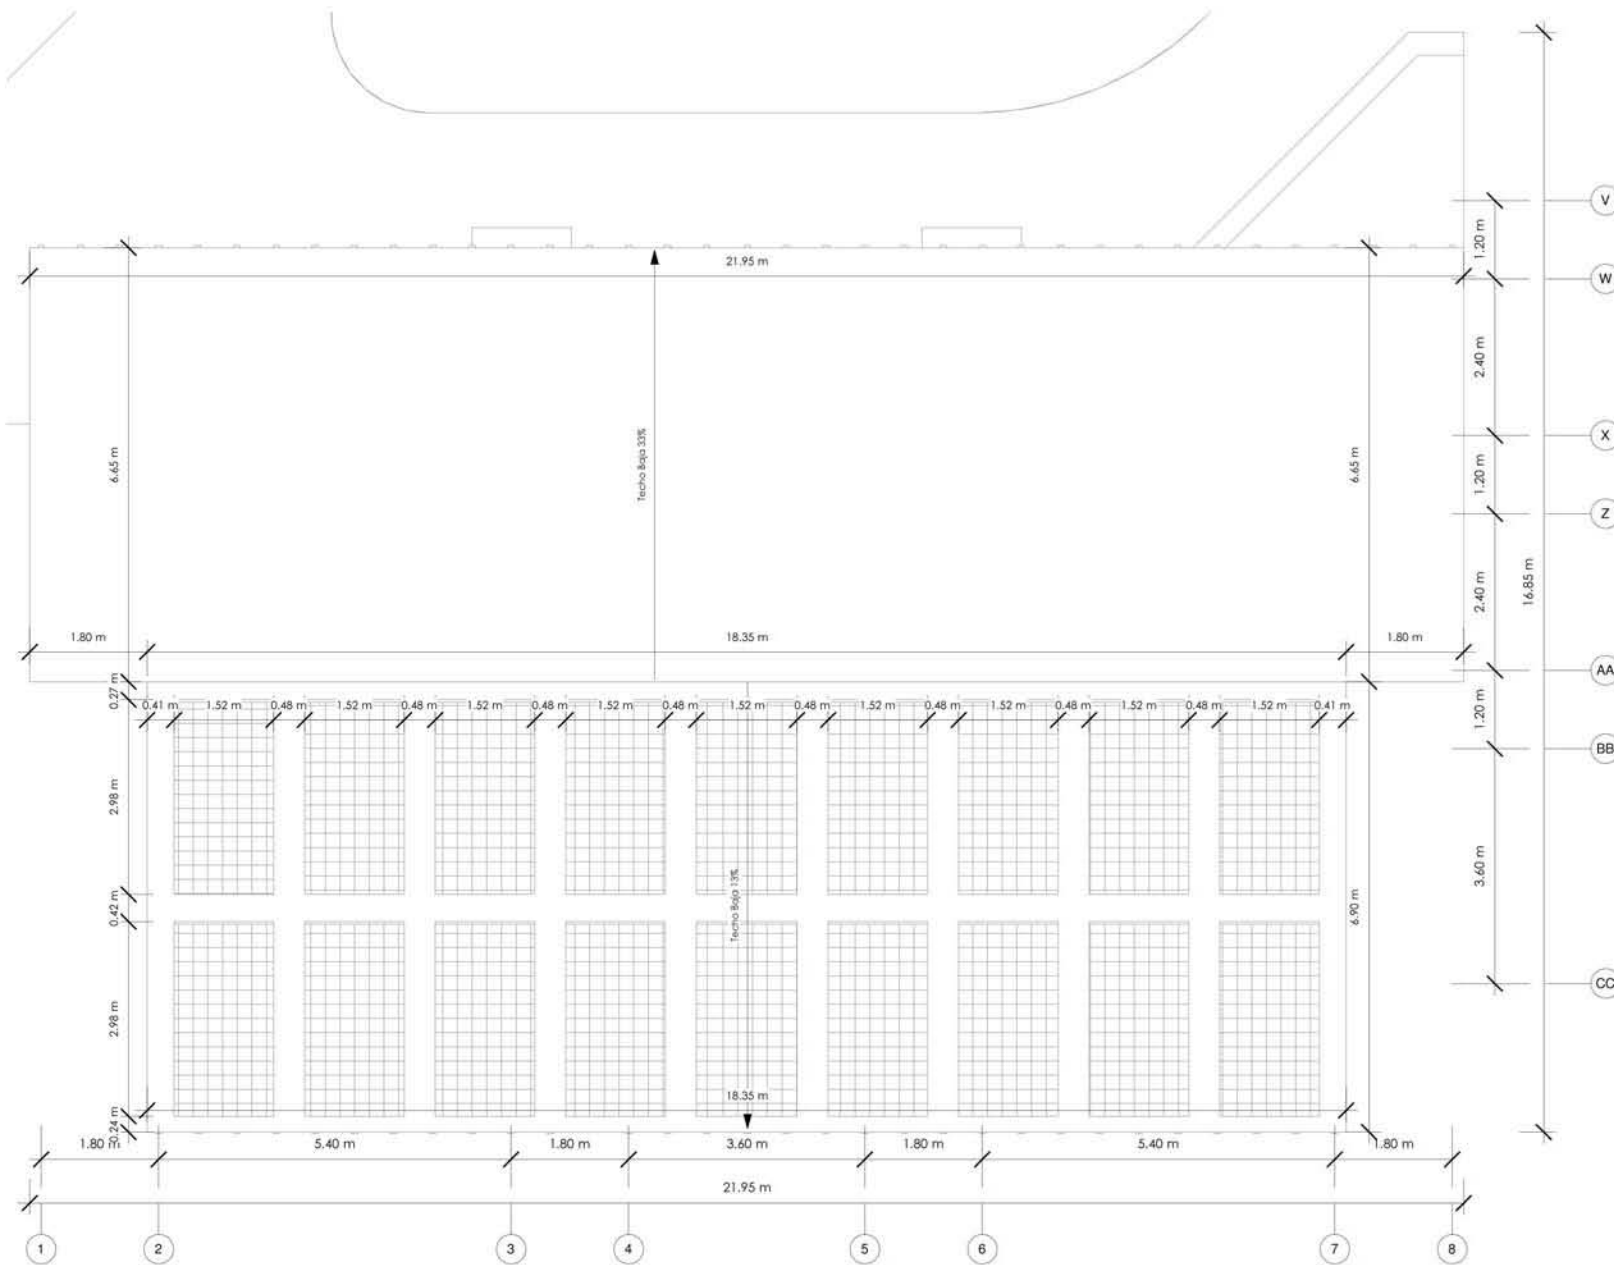 V
1.20 m
W
21.95 m
2.40 m
Techo Baja 33%
6.65 m
6.65 m
X
1.20 m
Z
2.40 m
16.85 m
1.80 m
18.35 m
1.80 m
AA
0.27 m
0.41 m
1.52 m
0.48 m
1.52 m
0.48 m
1.52 m
0.48 m
1.52 m
0.48 m
1.52 m
0.48 m
1.52 m
0.48 m
1.52 m
0.48 m
1.52 m
0.48 m
1.52 m
0.41 m
1.20 m
BB
2.98 m
3.60 m
0.42 m
Techo Baja 13%
6.90 m
CC
2.98 m
18.35 m
0.24 m
1.80 m
5.40 m
1.80 m
3.60 m
1.80 m
5.40 m
1.80 m
21.95 m
1
2
3
4
5
6
7
8